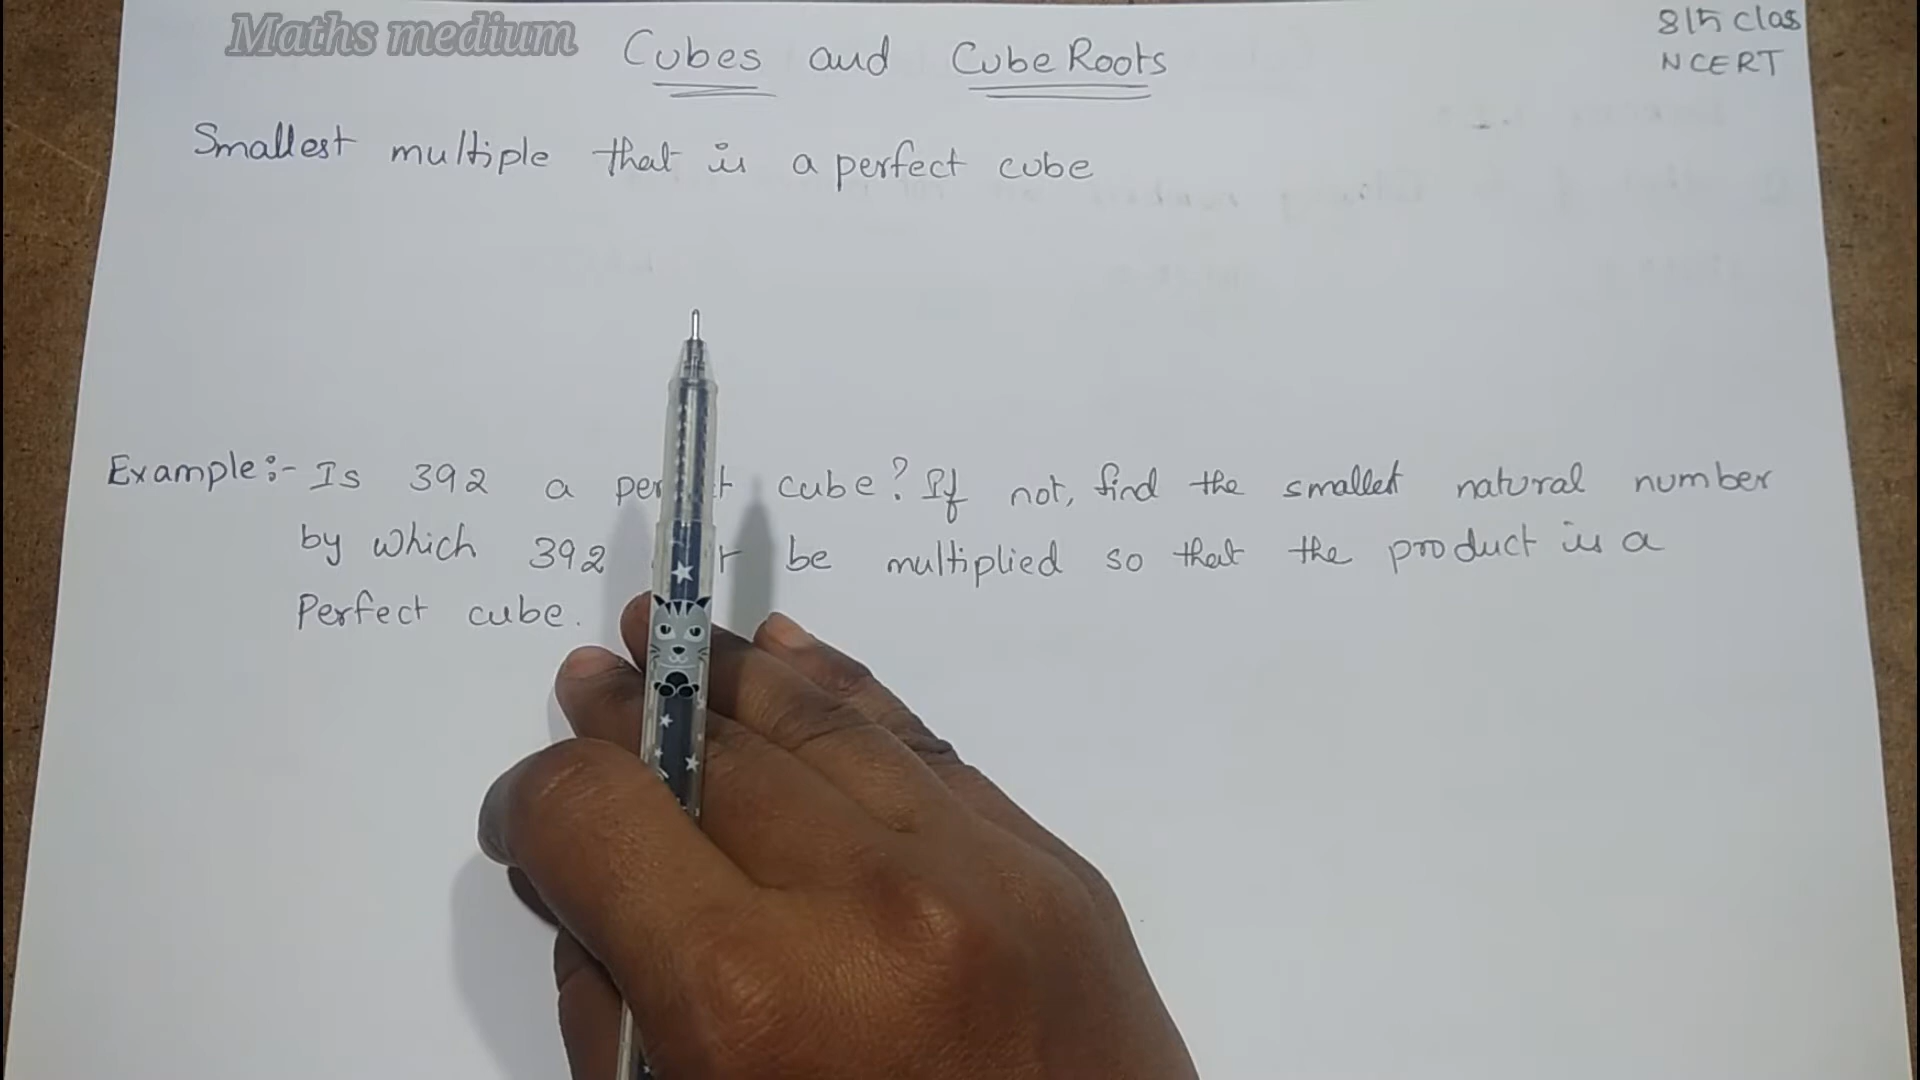 Maths medium
Cubes and Cube Roots
8th Clas
NCERT
Smallest multiple that is a perfect cube
Example:- Is 392 a cube? If not, find the smallest natural number
by which 392 be multiplied so that the product is a
Perfect cube.